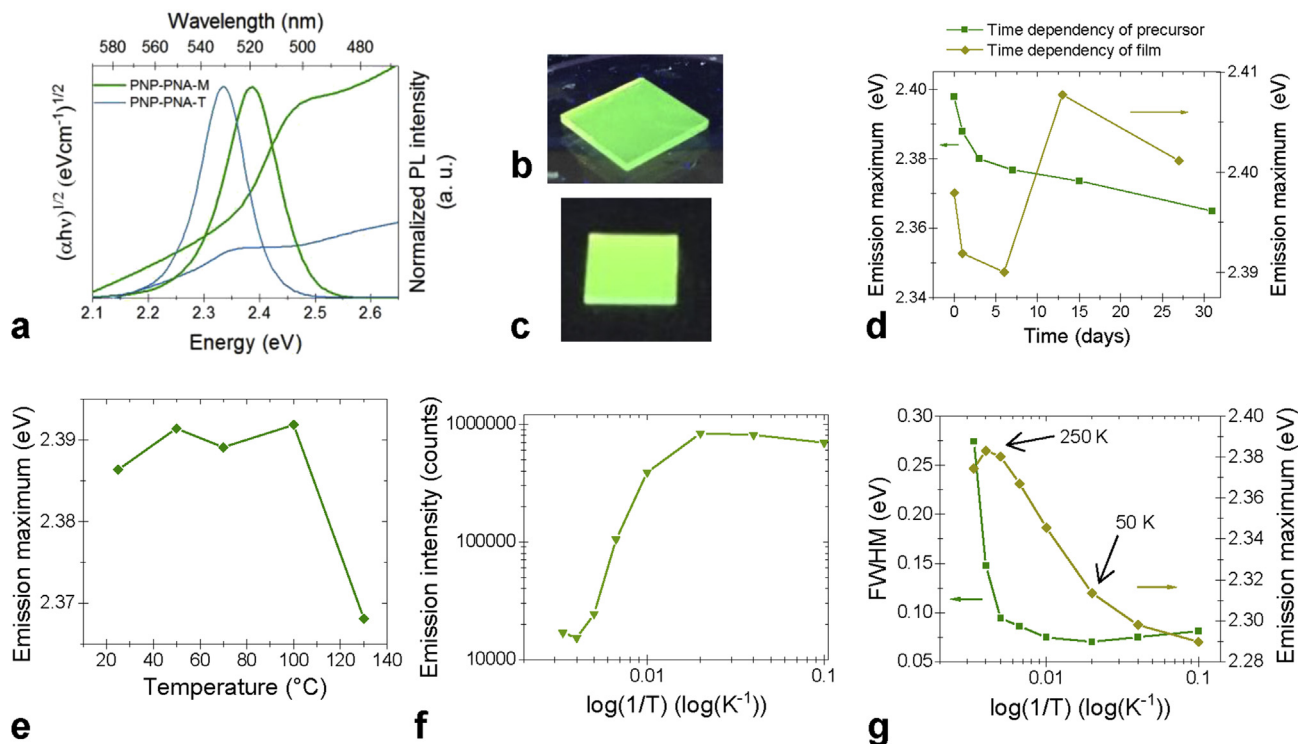 Wavelength (nm)
580 560 540 520 500 480
(αhν)1/2 (eVcm-1)1/2
PNP-PNA-M
PNP-PNA-T
Normalized PL intensity
(a. u.)
2.1 2.2 2.3 2.4 2.5 2.6
Energy (eV)
a
b
c
Time dependency of precursor
Time dependency of film
Emission maximum (eV)
2.40
2.38
2.36
2.34
2.41
2.40
2.39
Emission maximum (eV)
0 5 10 15 20 25 30
Time (days)
d
Emission maximum (eV)
2.39
2.38
2.37
20 40 60 80 100 120 140
Temperature (°C)
e
Emission intensity (counts)
1000000
100000
10000
0.01 0.1
log(1/T) (log(K-1))
f
FWHM (eV)
0.30
0.25
0.20
0.15
0.10
0.05
250 K
50 K
2.40
2.38
2.36
2.34
2.32
2.30
2.28
Emission maximum (eV)
0.01 0.1
log(1/T) (log(K-1))
g